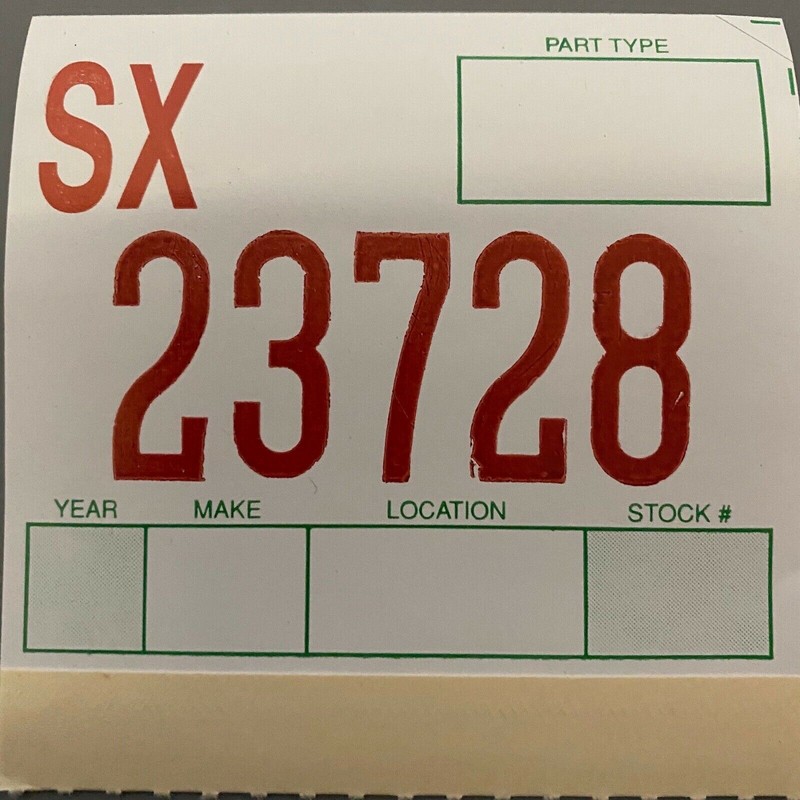 PART TYPE
SX
23728
YEAR MAKE LOCATION STOCK #